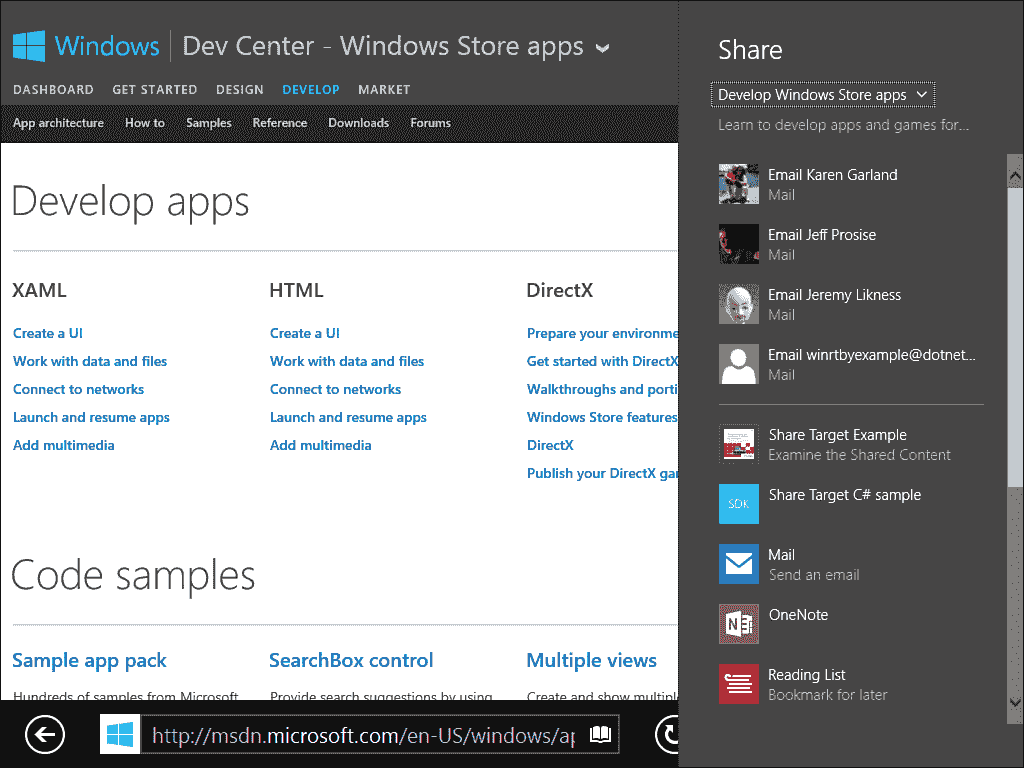 Windows Dev Center - Windows Store apps
DASHBOARD GET STARTED DESIGN DEVELOP MARKET
App architecture How to Samples Reference Downloads Forums
Develop apps
XAML HTML DirectX
Create a UI Create a UI Prepare your environme
Work with data and files Work with data and files Get started with DirectX
Connect to networks Connect to networks Walkthroughs and porti
Launch and resume apps Launch and resume apps Windows Store features
Add multimedia Add multimedia DirectX
Publish your DirectX gar
Code samples
Sample app pack SearchBox control Multiple views
Hundreds of samples from Microsoft Provide search suggestions by using Create and show multipl
http://msdn.microsoft.com/en-US/windows/ap
Share
Develop Windows Store apps
Learn to develop apps and games for...
Email Karen Garland
Mail
Email Jeff Prosise
Mail
Email Jeremy Likness
Mail
Email winrtbyexample@dotnet...
Mail
Share Target Example
Examine the Shared Content
SDK
Share Target C# sample
Mail
Send an email
N
OneNote
Reading List
Bookmark for later